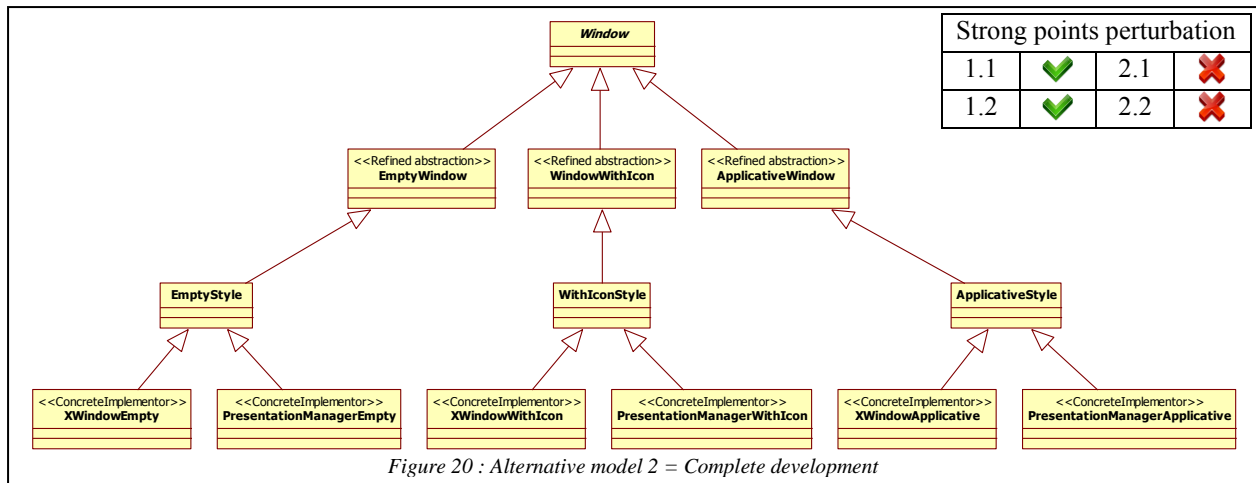 Window
Strong points perturbation
1.1 2.1
1.2 2.2
<<Refined abstraction>> <<Refined abstraction>> <<Refined abstraction>>
EmptyWindow WindowWithIcon ApplicativeWindow
EmptyStyle WithIconStyle ApplicativeStyle
<<ConcreteImplementor>> <<ConcreteImplementor>> <<ConcreteImplementor>> <<ConcreteImplementor>> <<ConcreteImplementor>> <<ConcreteImplementor>>
XWindowEmpty PresentationManagerEmpty XWindowWithIcon PresentationManagerWithIcon XWindowApplicative PresentationManagerApplicative
Figure 20 : Alternative model 2 = Complete development